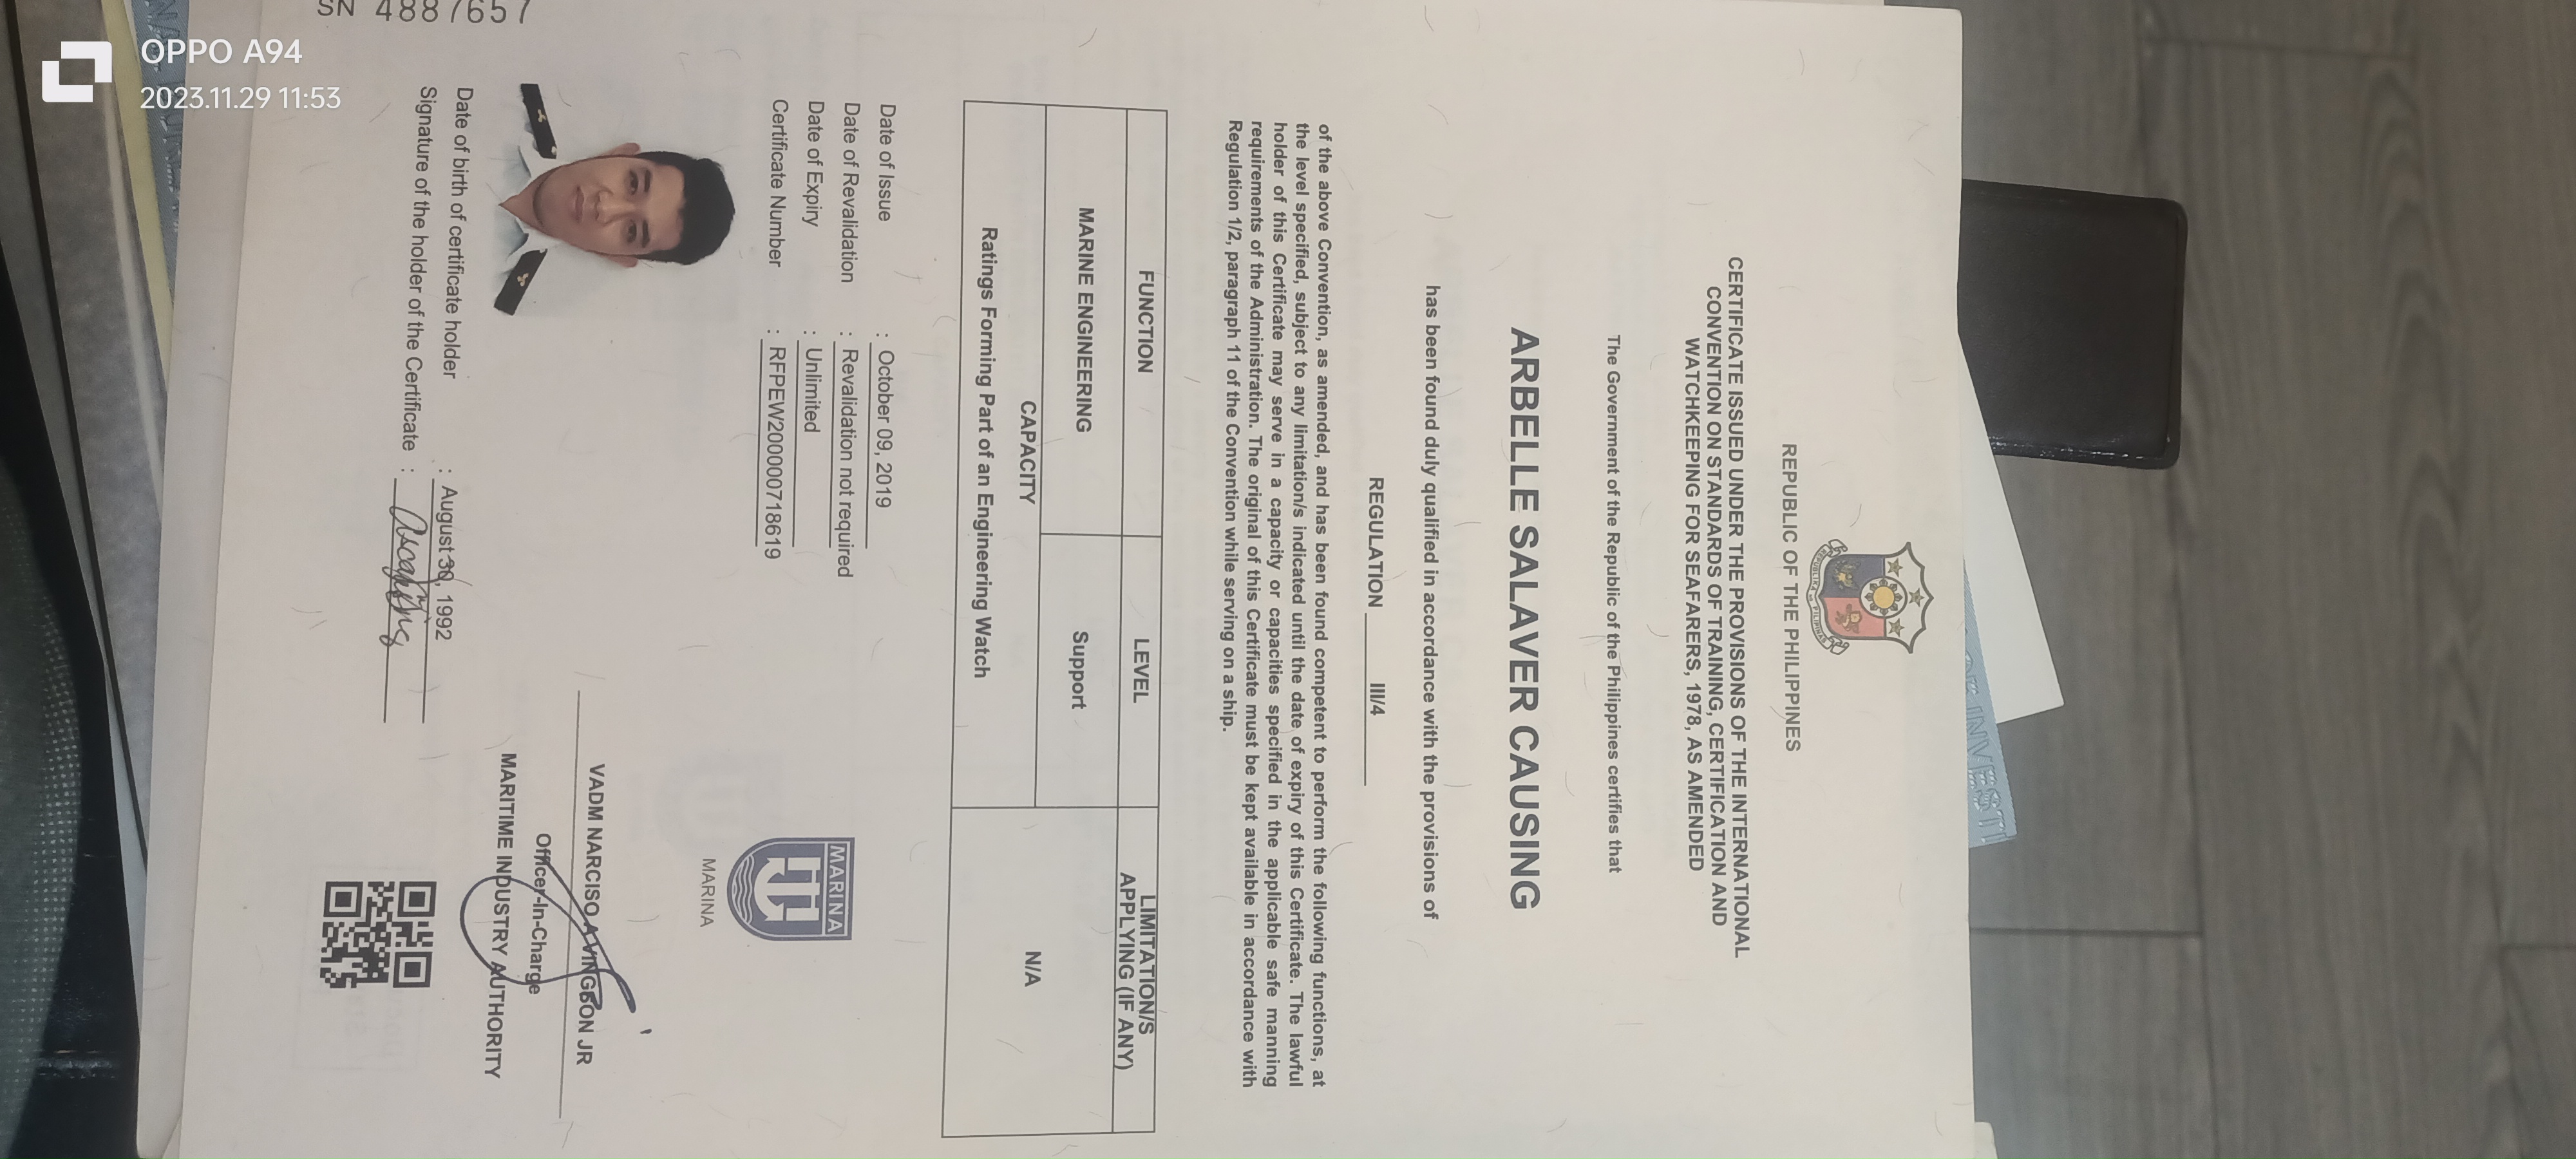 SN 4887657
OPPO A94
2023.11.29 11:53
REPUBLIKA NG PILIPINAS
REPUBLIC OF THE PHILIPPINES
CERTIFICATE ISSUED UNDER THE PROVISIONS OF THE INTERNATIONAL
CONVENTION ON STANDARDS OF TRAINING, CERTIFICATION AND
WATCHKEEPING FOR SEAFARERS, 1978, AS AMENDED
The Government of the Republic of the Philippines certifies that
ARBELLE SALAVER CAUSING
has been found duly qualified in accordance with the provisions of
REGULATION III/4
of the above Convention, as amended, and has been found competent to perform the following functions, at
the level specified, subject to any limitation/s indicated until the date of expiry of this Certificate. The lawful
holder of this Certificate may serve in a capacity or capacities specified in the applicable safe manning
requirements of the Administration. The original of this Certificate must be kept available in accordance with
Regulation 1/2, paragraph 11 of the Convention while serving on a ship.
FUNCTION LEVEL LIMITATION/S
APPLYING (IF ANY)
MARINE ENGINEERING Support N/A
CAPACITY
Ratings Forming Part of an Engineering Watch
Date of Issue : October 09, 2019
Date of Revalidation : Revalidation not required
Date of Expiry : Unlimited
Certificate Number : RFPEW2000000718619
MARINA
MARINA
VADM NARCISO A VINGSON JR
Officer-In-Charge
MARITIME INDUSTRY AUTHORITY
Date of birth of certificate holder : August 30, 1992
Signature of the holder of the Certificate :